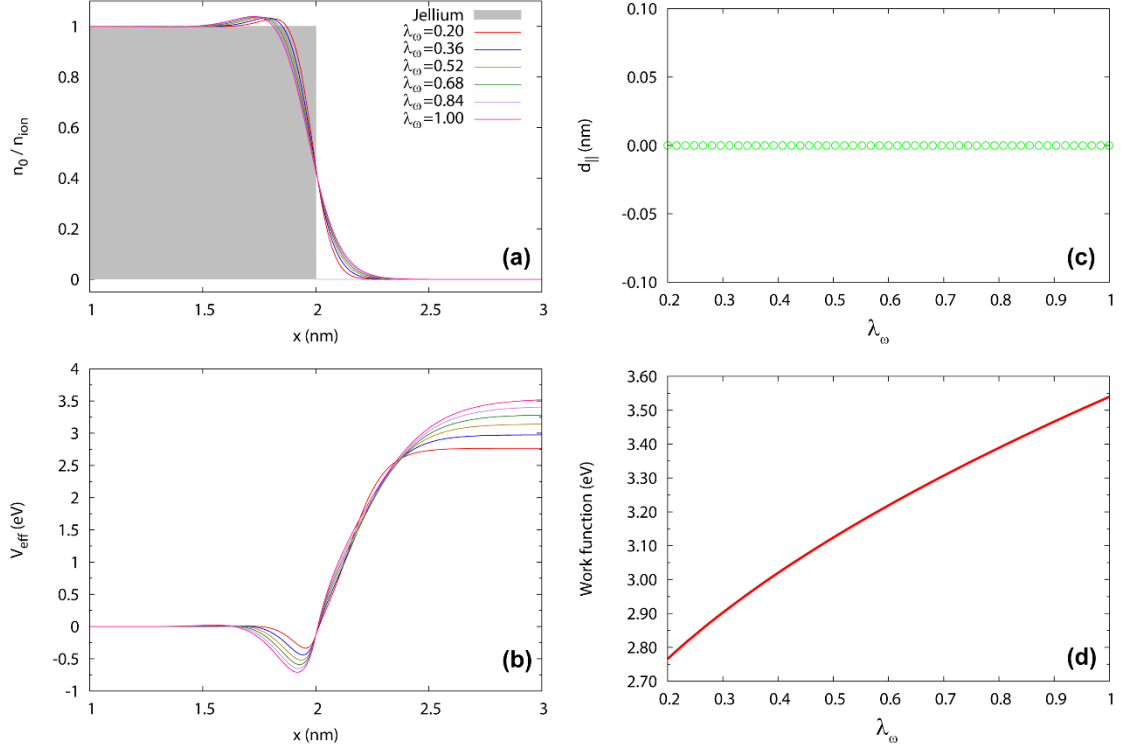 Jellium
λω=0.20
λω=0.36
λω=0.52
λω=0.68
λω=0.84
λω=1.00
1
0.8
0.6
0.4
0.2
0
n0 / nion
(a)
1 1.5 2 2.5 3
x (nm)
0.10
0.05
0.00
-0.05
-0.10
d|| (nm)
(c)
0.2 0.3 0.4 0.5 0.6 0.7 0.8 0.9 1
λω
4
3.5
3
2.5
2
1.5
1
0.5
0
-0.5
-1
Veff (eV)
(b)
1 1.5 2 2.5 3
x (nm)
3.60
3.50
3.40
3.30
3.20
3.10
3.00
2.90
2.80
2.70
Work function (eV)
(d)
0.2 0.3 0.4 0.5 0.6 0.7 0.8 0.9 1
λω